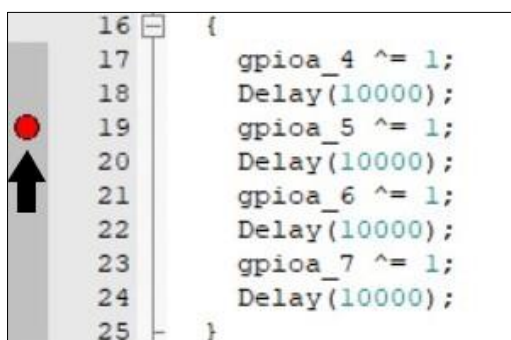 16 {
17 gpioa_4 ^= 1;
18 Delay(10000);
19 gpioa_5 ^= 1;
20 Delay(10000);
21 gpioa_6 ^= 1;
22 Delay(10000);
23 gpioa_7 ^= 1;
24 Delay(10000);
25 }